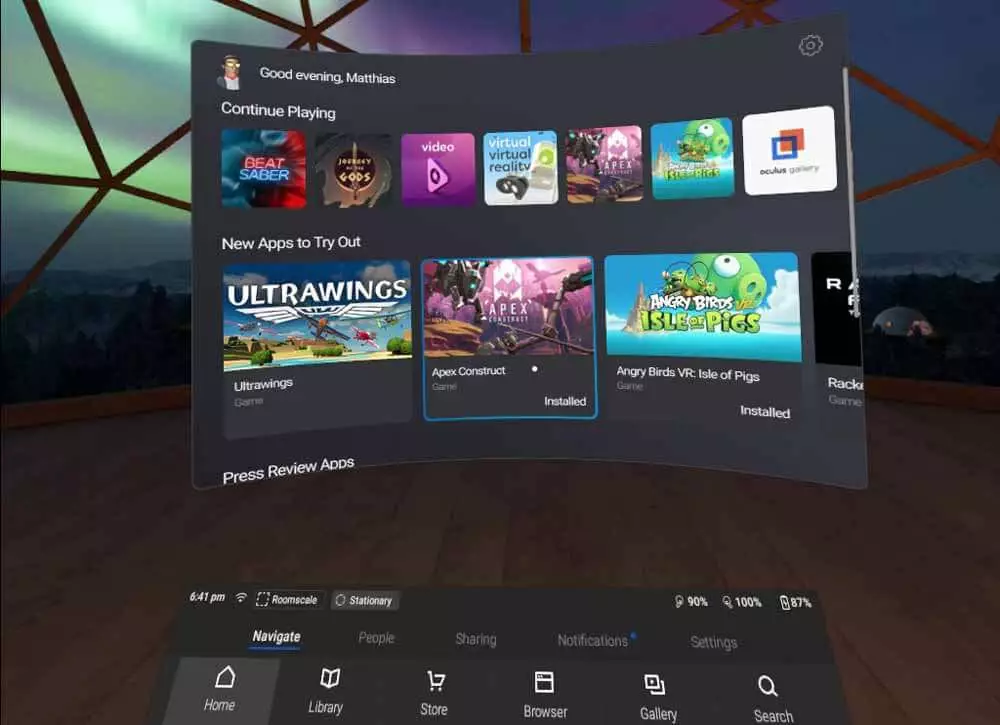 Good evening, Matthias
Continue Playing
BEAT
SABER
JOURNEY
OF THE
GODS
video
virtual
virtual
reality
APEX
CONSTRUCT
ANGRY BIRDS VR
ISLE OF PIGS
oculus gallery
New Apps to Try Out
ULTRAWINGS
APEX
CONSTRUCT
ANGRY BIRDS VR
ISLE OF PIGS
Ultrawings
Game
Apex Construct
Game
Installed
Angry Birds VR: Isle of Pigs
Game
Installed
R A
Racke
Game
Press Review Apps
6:41 pm Roomscale Stationary 90% 100% 87%
Navigate People Sharing Notifications Settings
Home Library Store Browser Gallery Search